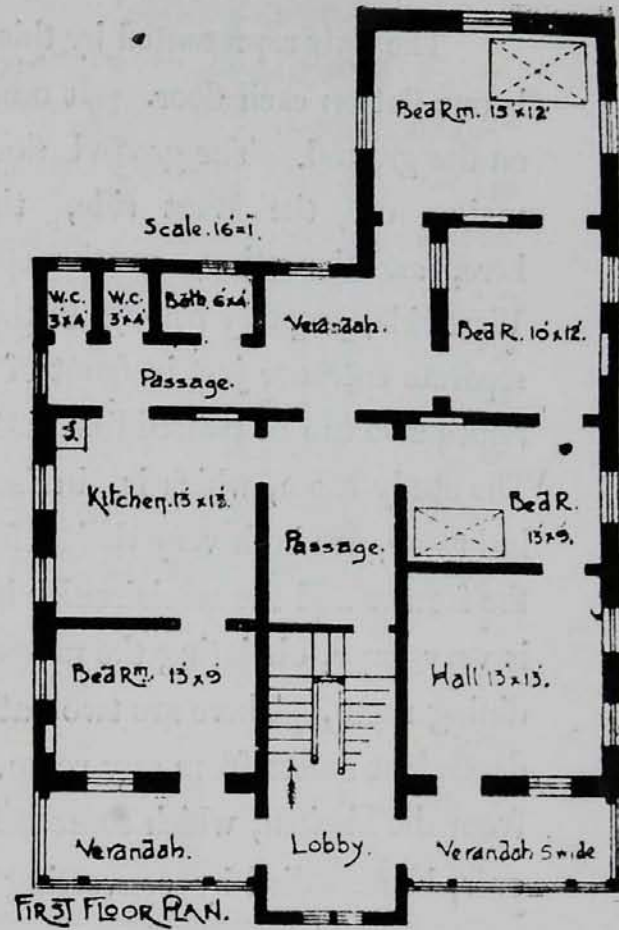 Bed Rm. 15'x12'
Scale. 16'=1"
W.C.
3'x4'
W.C.
3'x4'
Bath. 6'x4'
Verandah.
Bed R. 10'x12'.
Passage.
Kitchen. 13'x13'.
Bed R.
13'x9'.
Passage.
Bed Rm. 13'x9'
Hall 13'x13'.
Verandah.
Lobby.
Verandah 5'wide
FIRST FLOOR PLAN.